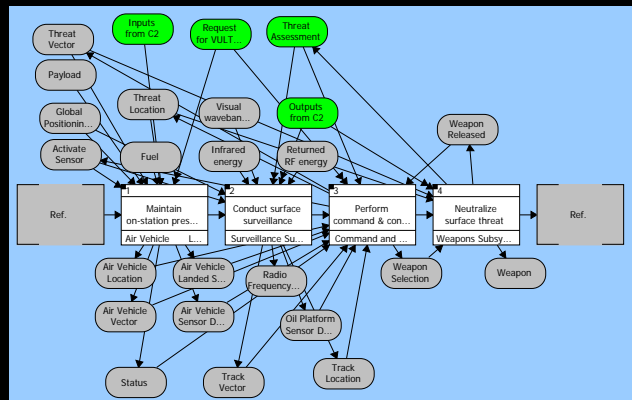 Threat
Vector
Inputs
from C2
Request
for VULT...
Threat
Assessment
Payload
Global
Positionin...
Threat
Location
Visual
waveban...
Outputs
from C2
Weapon
Released
Activate
Sensor
Fuel
Infrared
energy
Returned
RF energy
Ref.
1
Maintain
on-station pres...
Air Vehicle L...
2
Conduct surface
surveillance
Surveillance Su...
3
Perform
command & con...
Command and ...
4
Neutralize
surface threat
Weapons Subsy...
Ref.
Air Vehicle
Location
Air Vehicle
Landed S...
Radio
Frequency...
Weapon
Selection
Weapon
Air Vehicle
Vector
Air Vehicle
Sensor D...
Oil Platform
Sensor D...
Status
Track
Vector
Track
Location